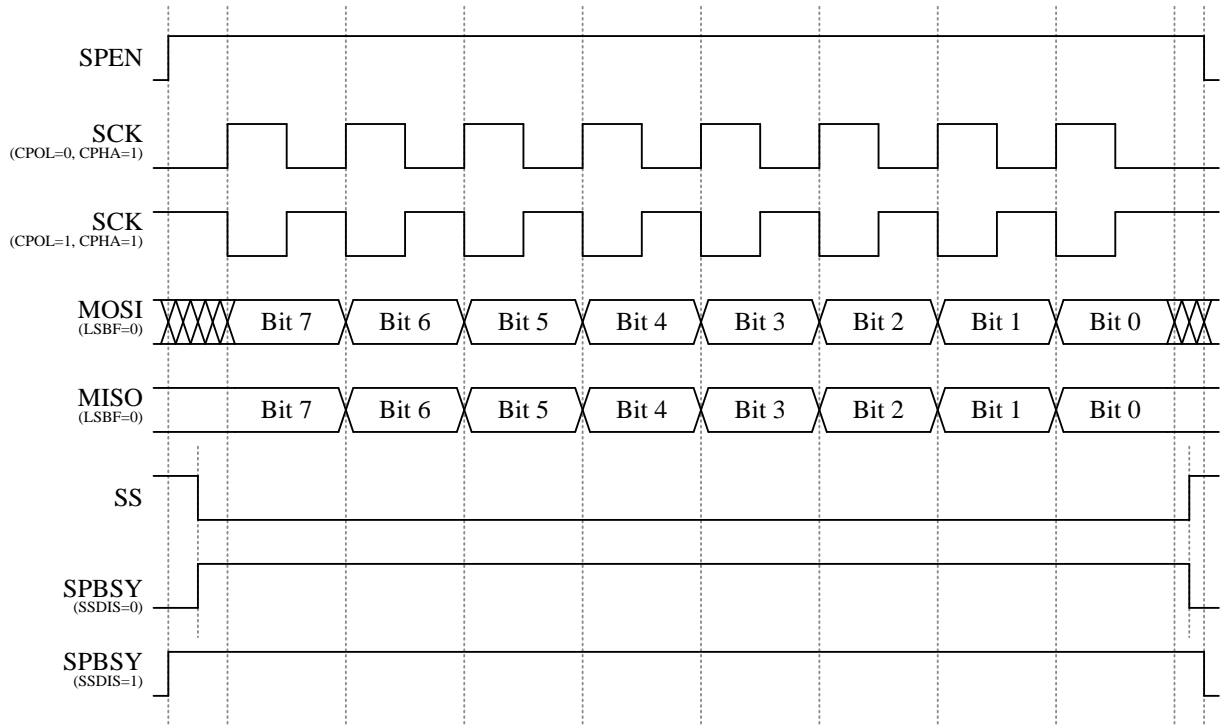 SPEN
SCK
(CPOL=0, CPHA=1)
SCK
(CPOL=1, CPHA=1)
MOSI
(LSBF=0)
Bit 7 Bit 6 Bit 5 Bit 4 Bit 3 Bit 2 Bit 1 Bit 0
MISO
(LSBF=0)
Bit 7 Bit 6 Bit 5 Bit 4 Bit 3 Bit 2 Bit 1 Bit 0
SS
SPBSY
(SSDIS=0)
SPBSY
(SSDIS=1)